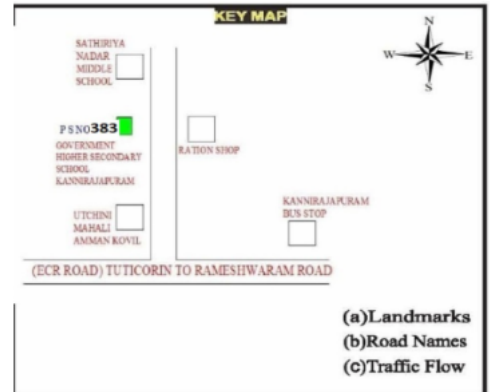 KEY MAP
N
W
E
S
SATHIRIYA
NADAR
MIDDLE
SCHOOL
PSNO383
GOVERNMENT
HIGHER SECONDARY
SCHOOL
KANNIRAJAPURAM
RATION SHOP
UTCHINI
MAHALI
AMMAN KOVIL
KANNIRAJAPURAM
BUS STOP
(ECR ROAD) TUTICORIN TO RAMESHWARAM ROAD
(a)Landmarks
(b)Road Names
(c)Traffic Flow